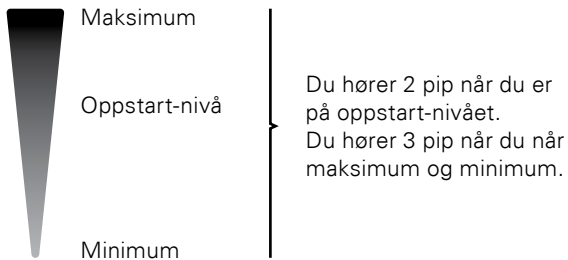 Maksimum
Oppstart-nivå
Minimum
Du hører 2 pip når du er
på oppstart-nivået.
Du hører 3 pip når du når
maksimum og minimum.